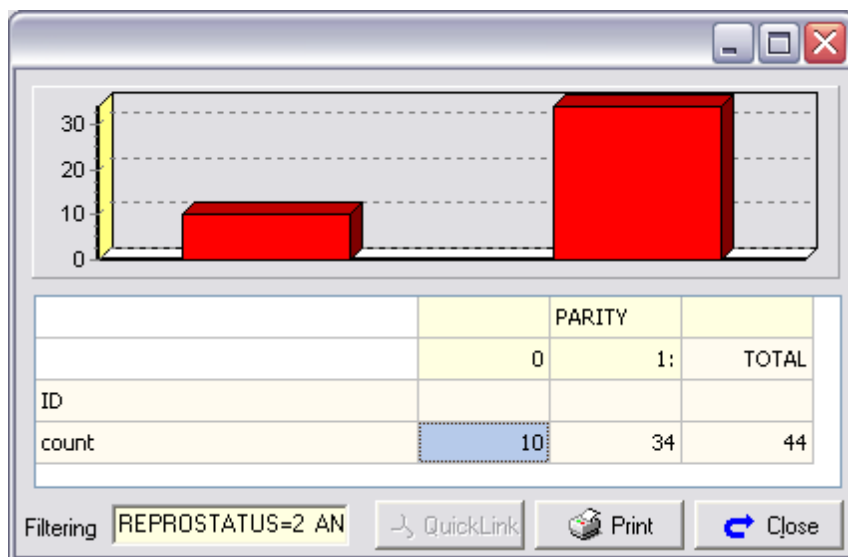 30
20
10
0
PARITY
0 1: TOTAL
ID
count 10 34 44
Filtering REPROSTATUS=2 AN QuickLink Print Close